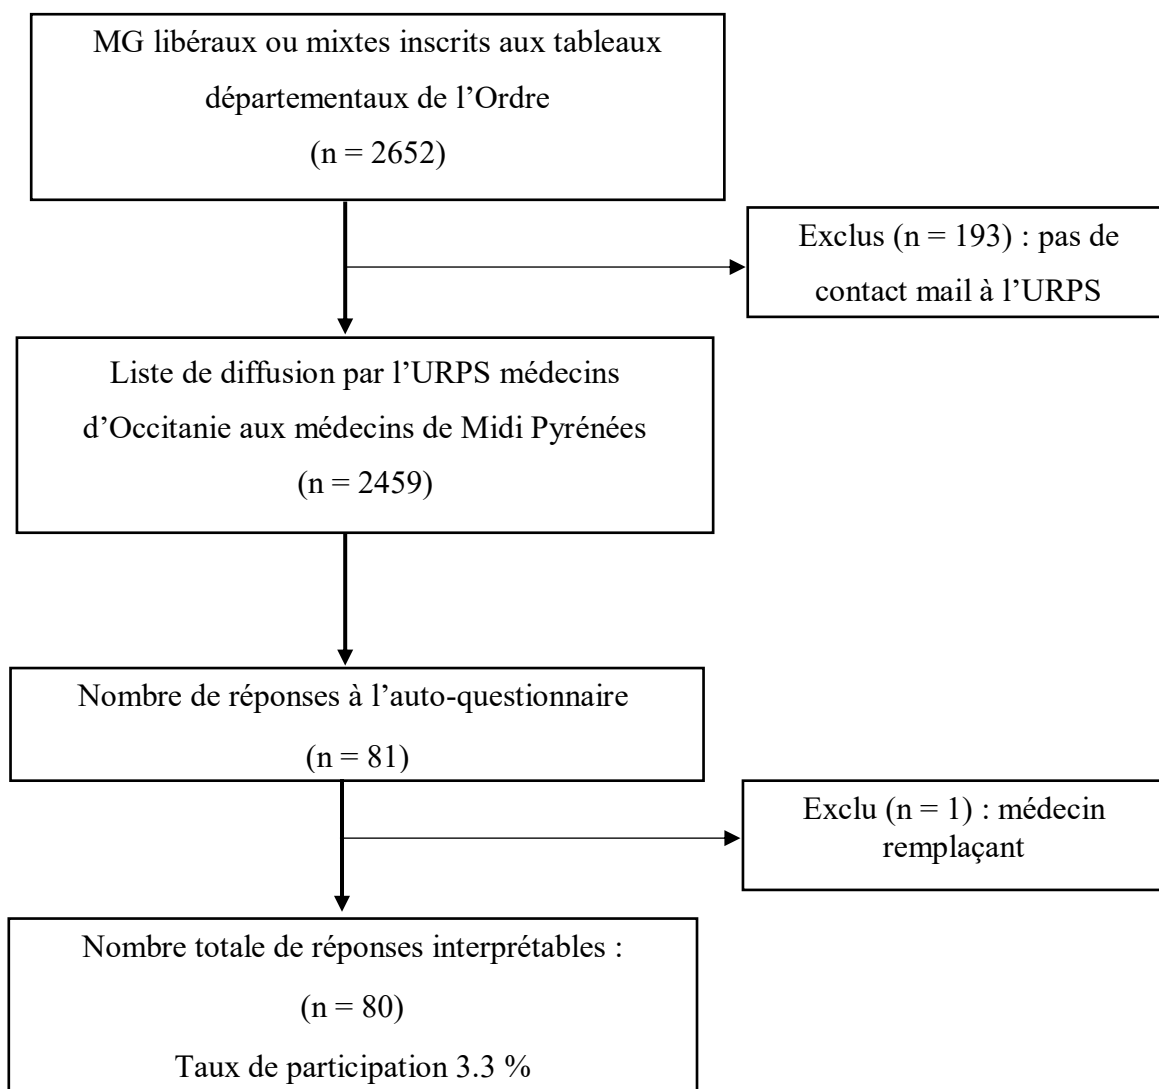 MG libéraux ou mixtes inscrits aux tableaux
départementaux de l’Ordre
(n = 2652)
Exclus (n = 193) : pas de
contact mail à l’URPS
Liste de diffusion par l’URPS médecins
d’Occitanie aux médecins de Midi Pyrénées
(n = 2459)
Nombre de réponses à l’auto-questionnaire
(n = 81)
Exclu (n = 1) : médecin
remplaçant
Nombre totale de réponses interprétables :
(n = 80)
Taux de participation 3.3 %